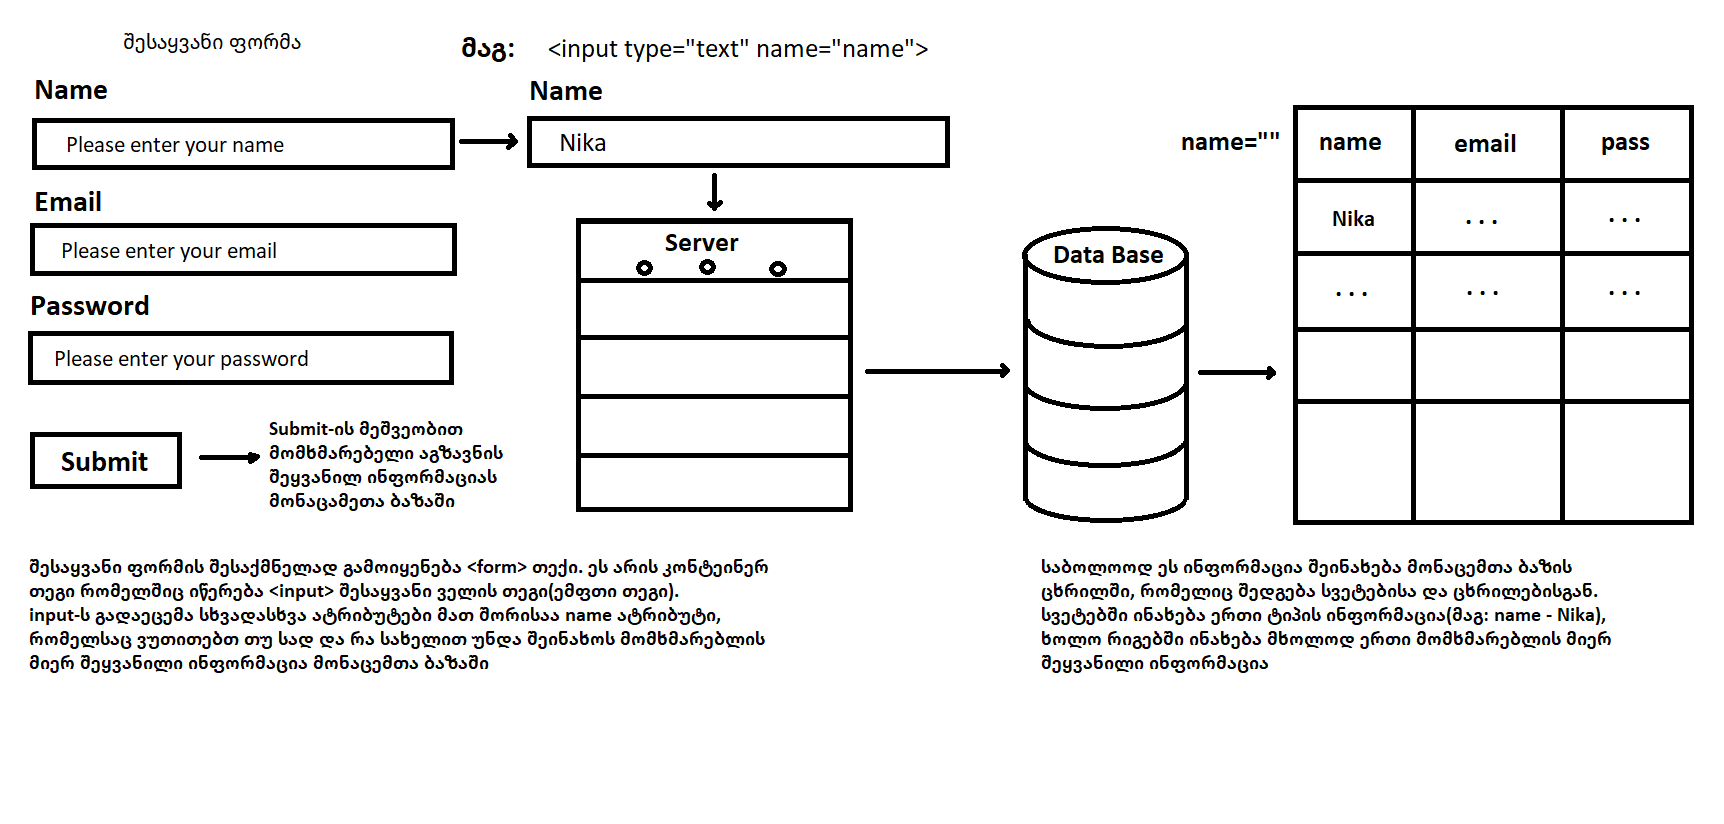 შესაყვანი ფორმა
მაგ: <input type="text" name="name">
Name
Please enter your name
Email
Please enter your email
Password
Please enter your password
Submit
Submit-ის მეშვეობით
მომხმარებელი აგზავნის
შეყვანილ ინფორმაციას
მონაცამეთა ბაზაში
Name
Nika
Server
Data Base
name=""
name email pass
Nika ... ...
... ... ...
შესაყვანი ფორმის შესაქმნელად გამოიყენება <form> თექი. ეს არის კონტეინერ
თეგი რომელშიც იწერება <input> შესაყვანი ველის თეგი(ემფთი თეგი).
input-ს გადაეცემა სხვადასხვა ატრიბუტები მათ შორისაა name ატრიბუტი,
რომელსაც ვუთითებთ თუ სად და რა სახელით უნდა შეინახოს მომხმარებლის
მიერ შეყვანილი ინფორმაცია მონაცემთა ბაზაში
საბოლოოდ ეს ინფორმაცია შეინახება მონაცემთა ბაზის
ცხრილში, რომელიც შედგება სვეტებისა და ცხრილებისგან.
სვეტებში ინახება ერთი ტიპის ინფორმაცია(მაგ: name - Nika),
ხოლო რიგებში ინახება მხოლოდ ერთი მომხმარებლის მიერ
შეყვანილი ინფორმაცია